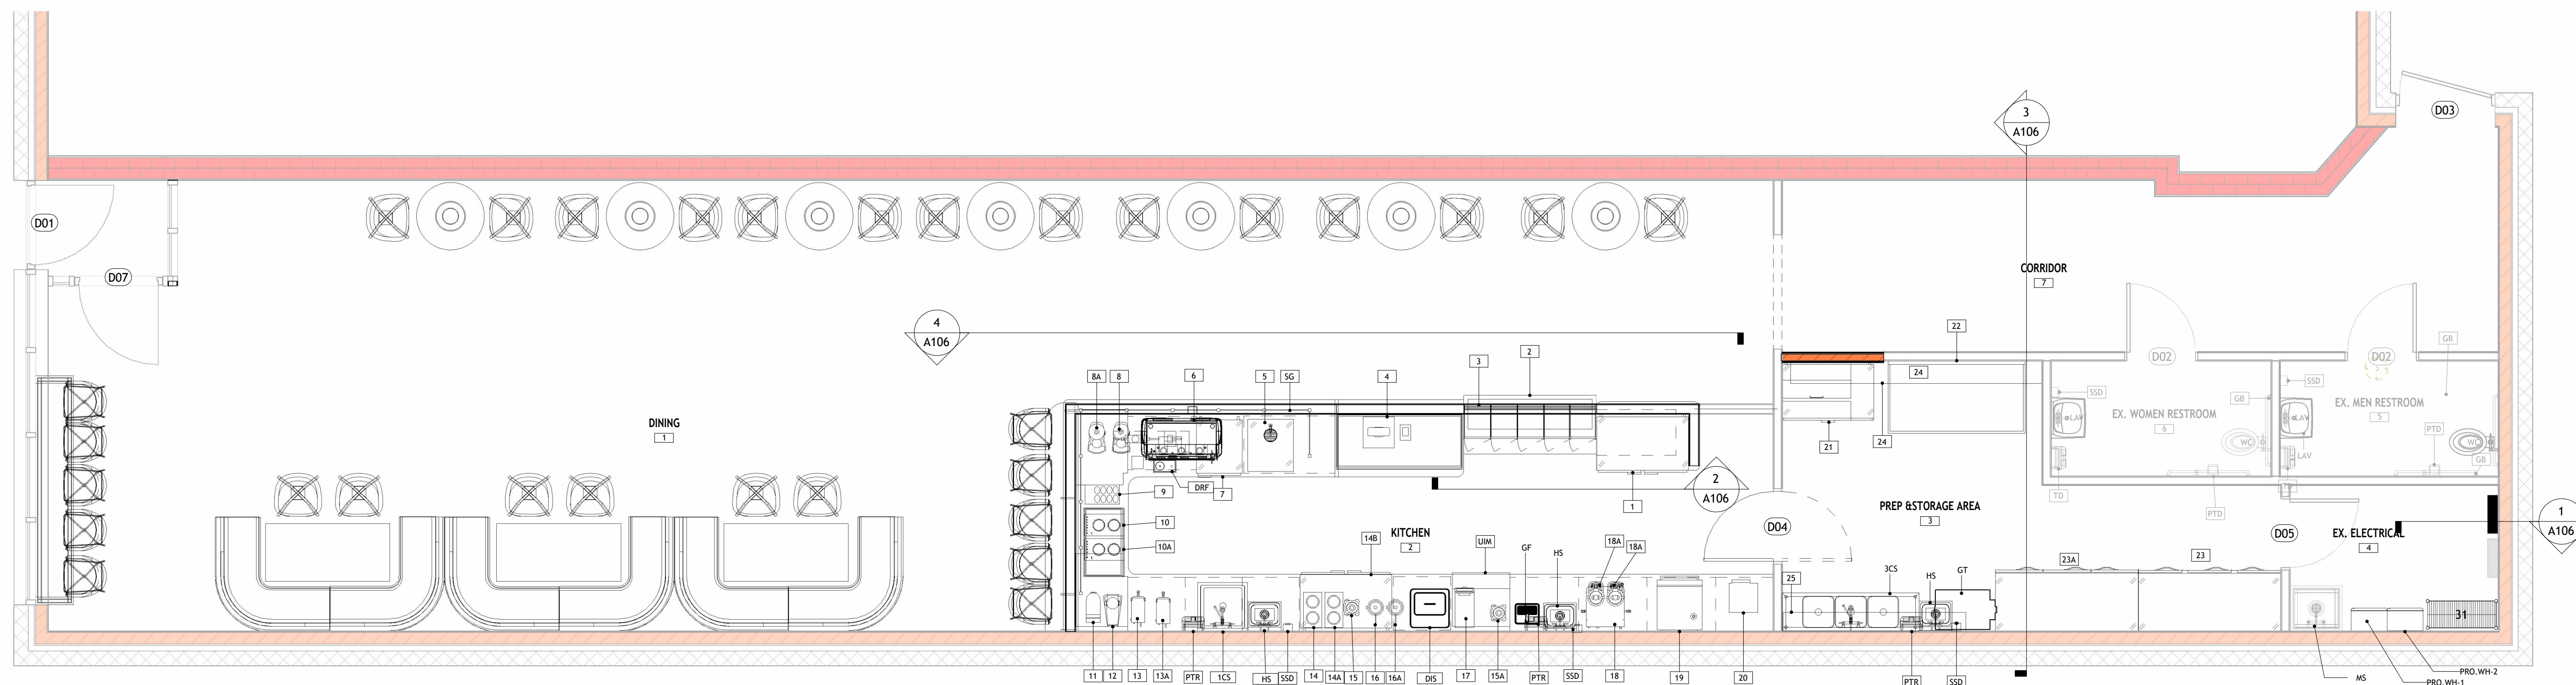 D03
3
A106
D01
D07
CORRIDOR
7
4
A106
22
GB
2
3
D02
D02
8A
8
6
5
SG
4
24
SSD
SSD
GB
EX. MEN RESTROOM
5
LAV
EX. WOMEN RESTROOM
6
LAV
DINING
1
PTD
WC
WC
21
24
LAV
GB
DRF
7
9
2
A106
1
TD
TD
PTD
PREP &STORAGE AREA
3
10
D04
1
A106
KITCHEN
2
D05
EX. ELECTRICAL
4
10A
14B
UIM
GF
HS
18A
18A
23A
23
25
3CS
HS
GT
31
11
12
13
13A
PTR
1CS
HS
SSD
14
14A
15
16
16A
DIS
17
15A
PTR
SSD
18
19
20
PTR
SSD
MS
PRO.WH-2
PRO.WH-1